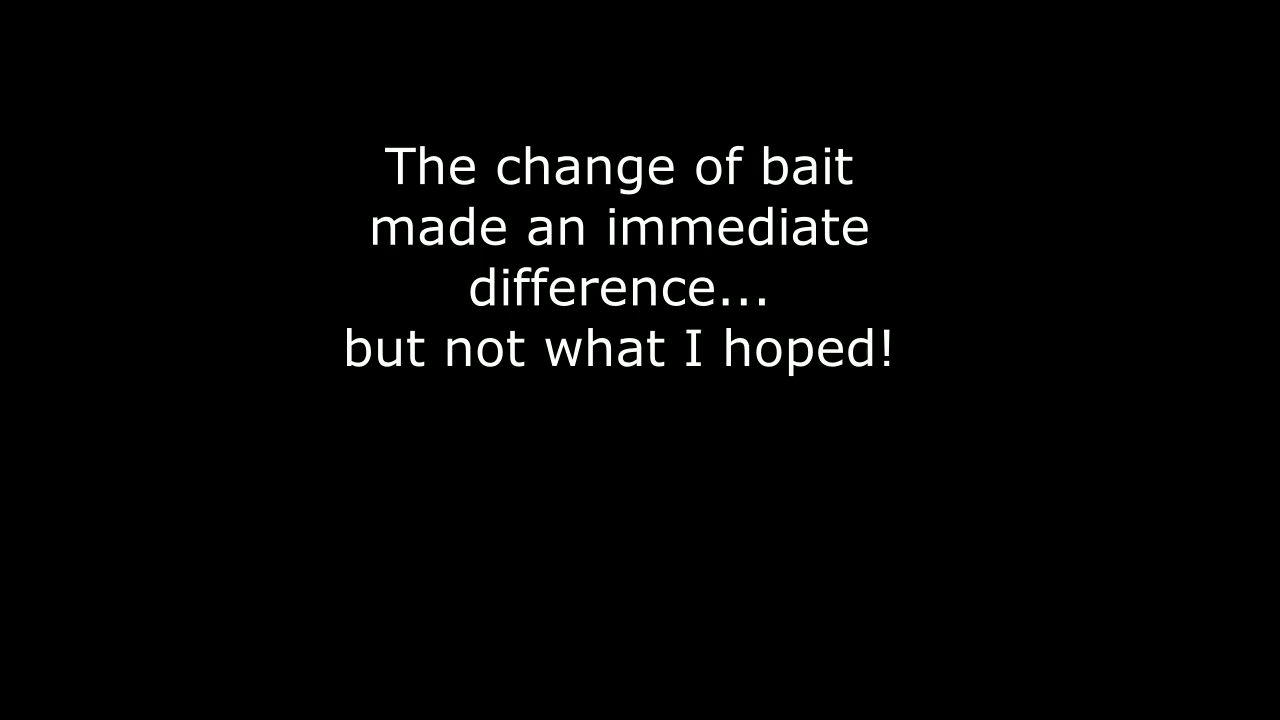 The change of bait
made an immediate
difference...
but not what I hoped!